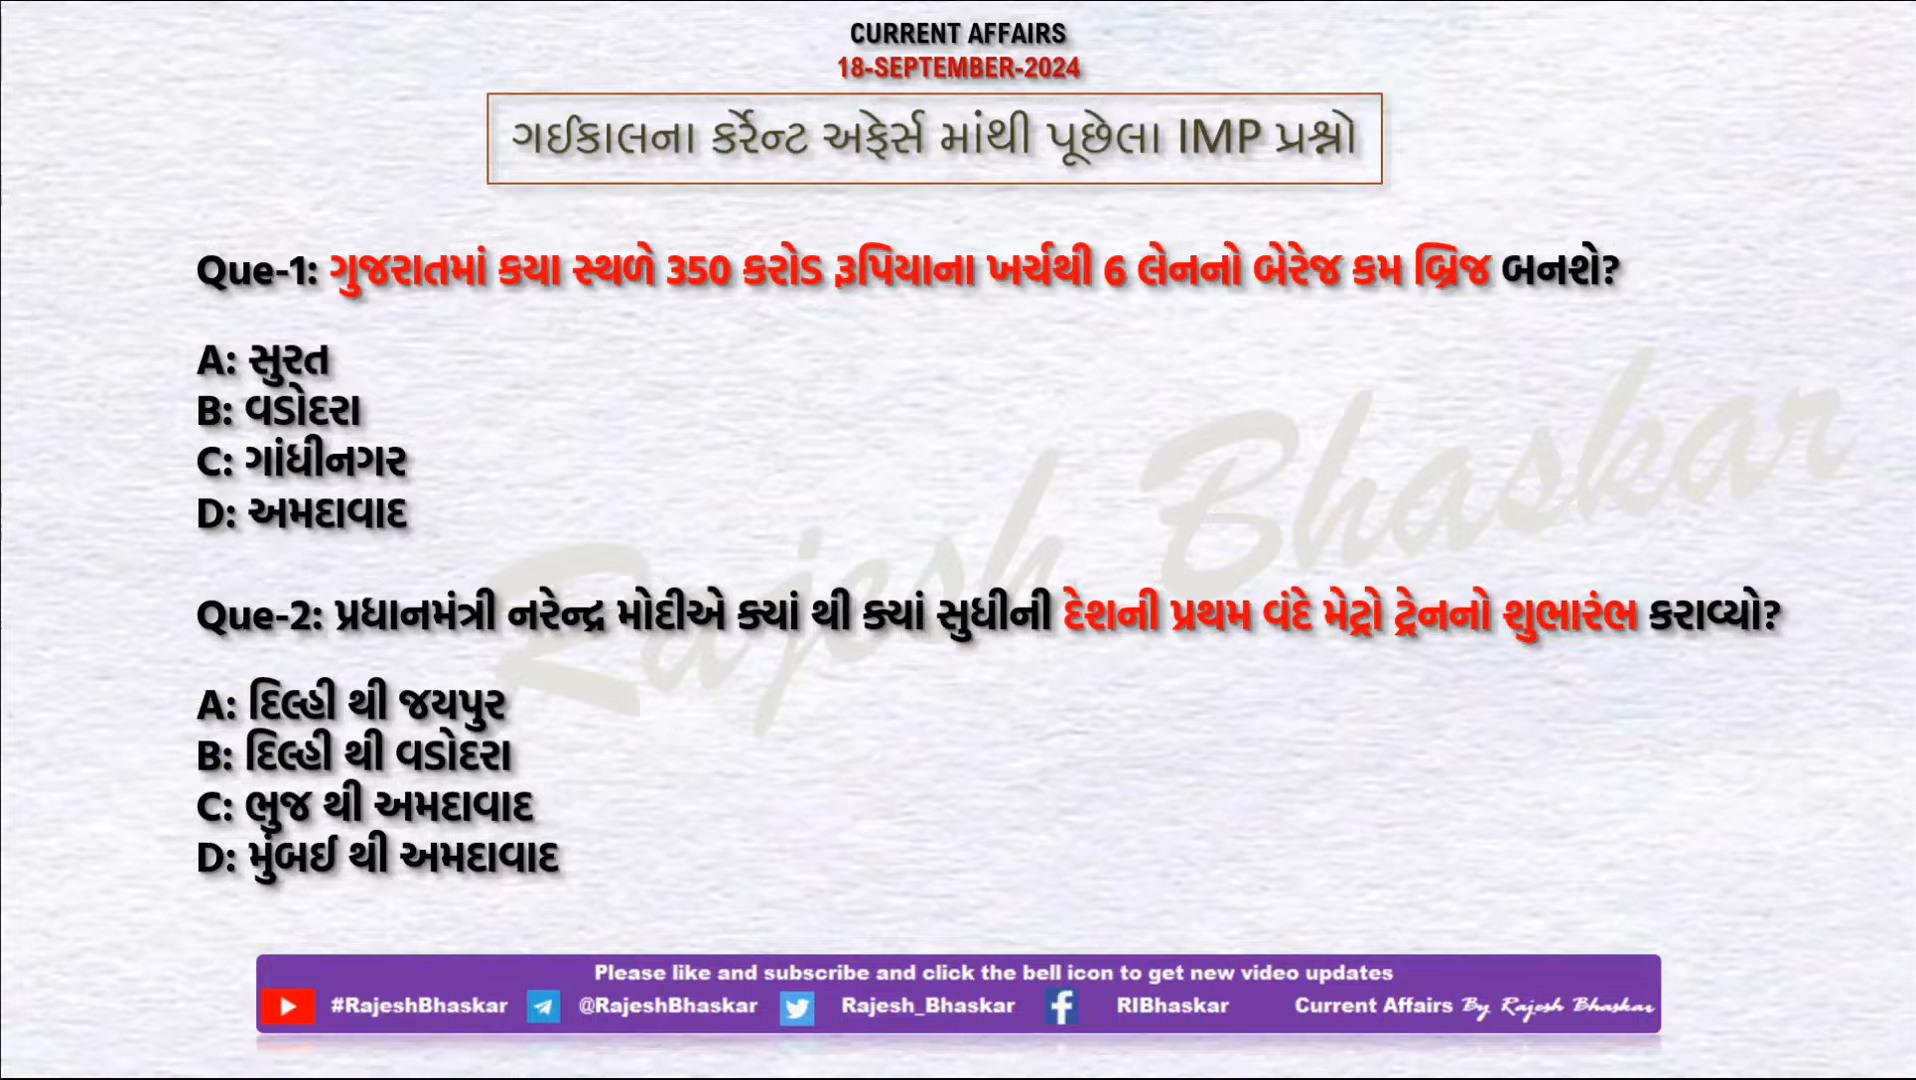 CURRENT AFFAIRS
18-SEPTEMBER-2024
ગઈકાલના કર્રેન્ટ અફેર્સ માંથી પૂછેલા IMP પ્રશ્નો
Que-1: ગુજરાતમાં કયા સ્થળે 350 કરોડ રૂપિયાના ખર્ચથી 6 લેનનો બેરેજ કમ બ્રિજ બનશે?
A: સુરત
B: વડોદરા
C: ગાંધીનગર
D: અમદાવાદ
Rajesh Bhaskar
Que-2: પ્રધાનમંત્રી નરેન્દ્ર મોદીએ ક્યાં થી ક્યાં સુધીની દેશની પ્રથમ વંદે મેટ્રો ટ્રેનનો શુભારંભ કરાવ્યો?
A: દિલ્હી થી જયપુર
B: દિલ્હી થી વડોદરા
C: ભુજ થી અમદાવાદ
D: મુંબઈ થી અમદાવાદ
Please like and subscribe and click the bell icon to get new video updates
#RajeshBhaskar @RajeshBhaskar Rajesh_Bhaskar RIBhaskar Current Affairs By Rajesh Bhaskar